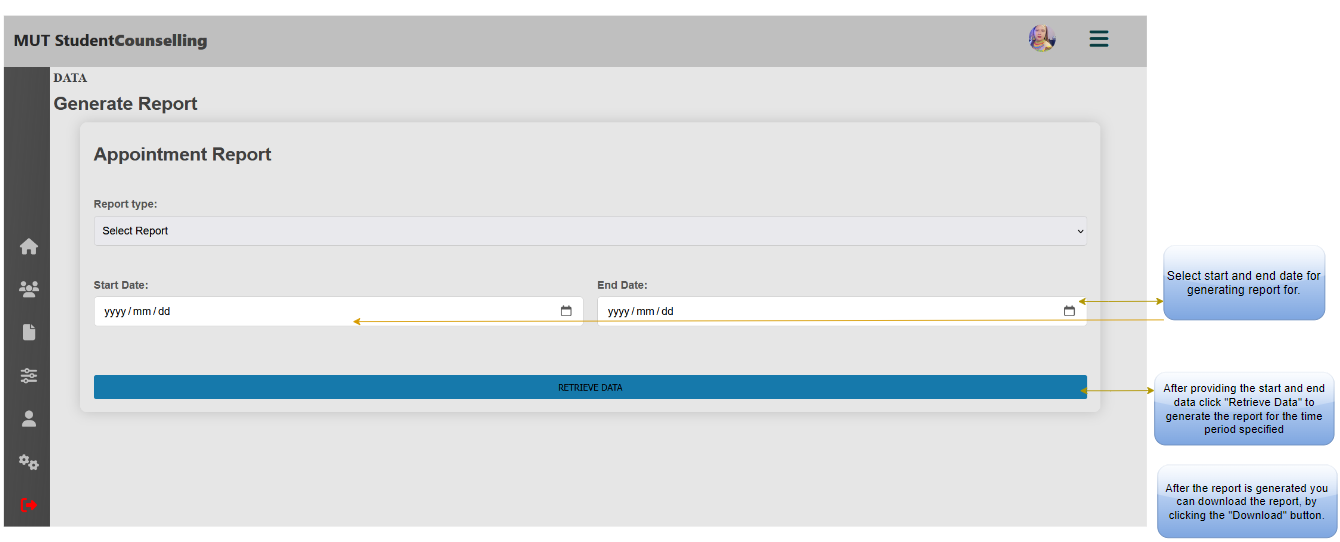 MUT StudentCounselling
DATA
Generate Report
Appointment Report
Report type:
Select Report
Start Date:
End Date:
yyyy / mm / dd
yyyy / mm / dd
RETRIEVE DATA
Select start and end date for
generating report for.
After providing the start and end
data click "Retrieve Data" to
generate the report for the time
period specified
After the report is generated you
can download the report, by
clicking the "Download" button.